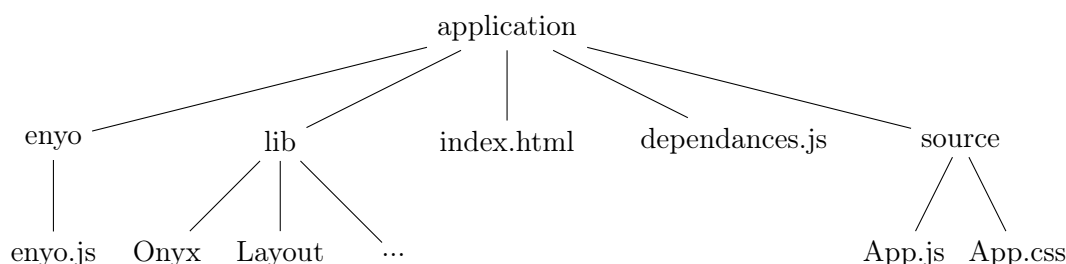 application
enyo lib index.html dependances.js source
enyo.js Onyx Layout ... App.js App.css